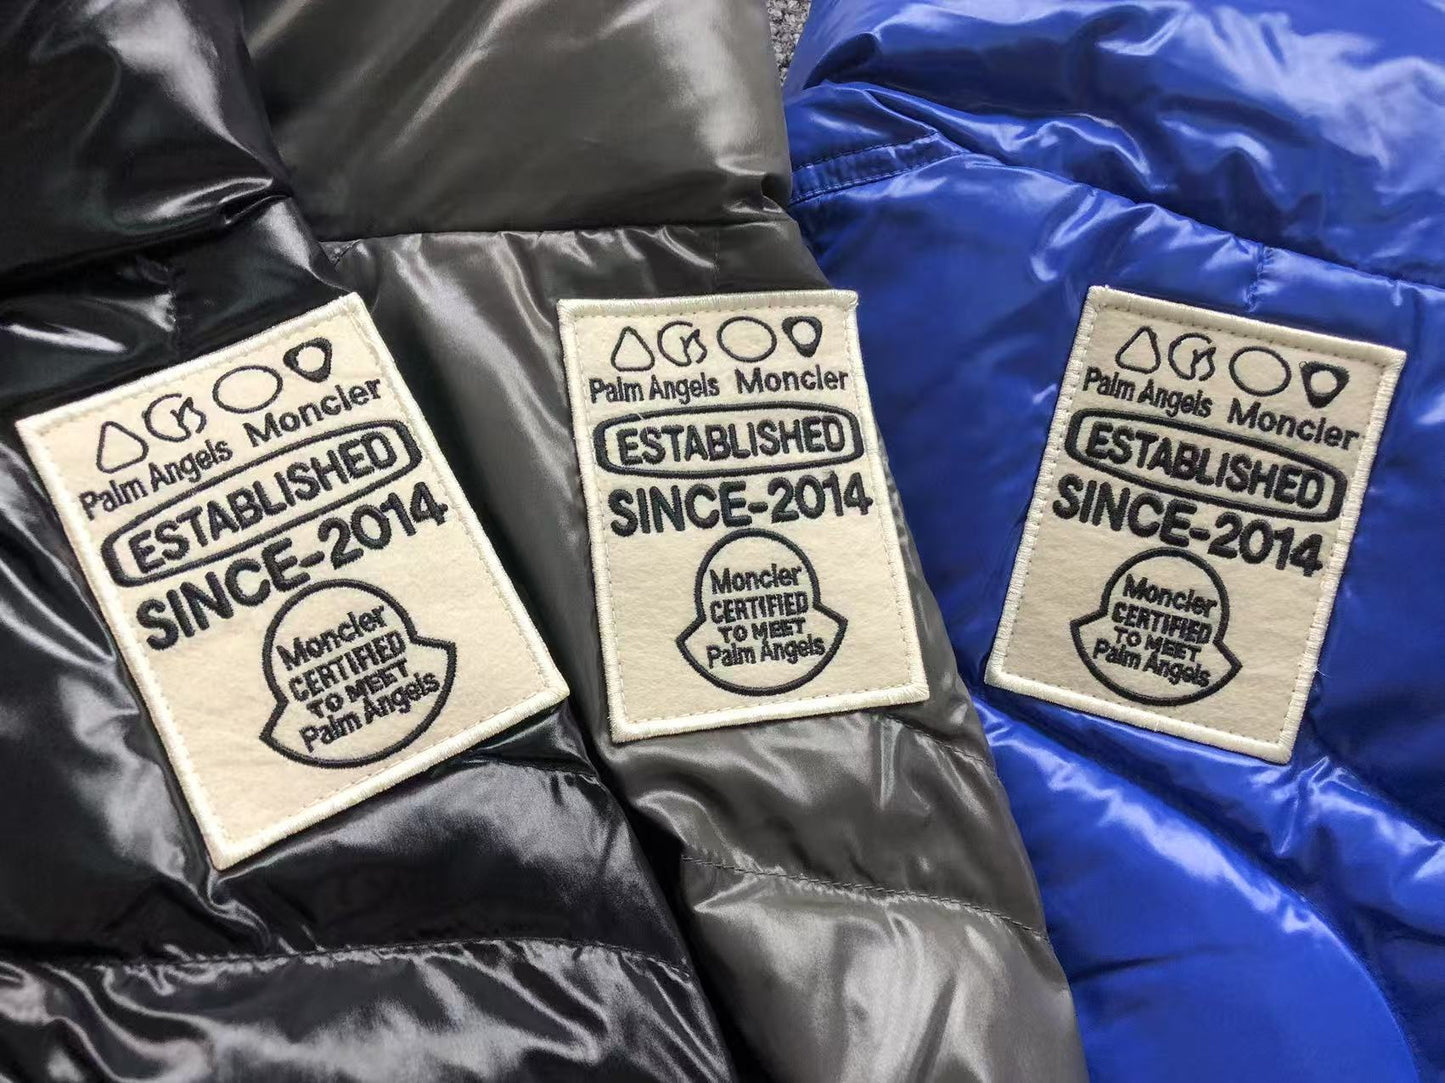 Palm Angels Moncler
ESTABLISHED
SINCE-2014
Moncler
CERTIFIED
TO MEET
Palm Angels
Palm Angels Moncler
ESTABLISHED
SINCE-2014
Moncler
CERTIFIED
TO MEET
Palm Angels
Palm Angels Moncler
ESTABLISHED
SINCE-2014
Moncler
CERTIFIED
TO MEET
Palm Angels